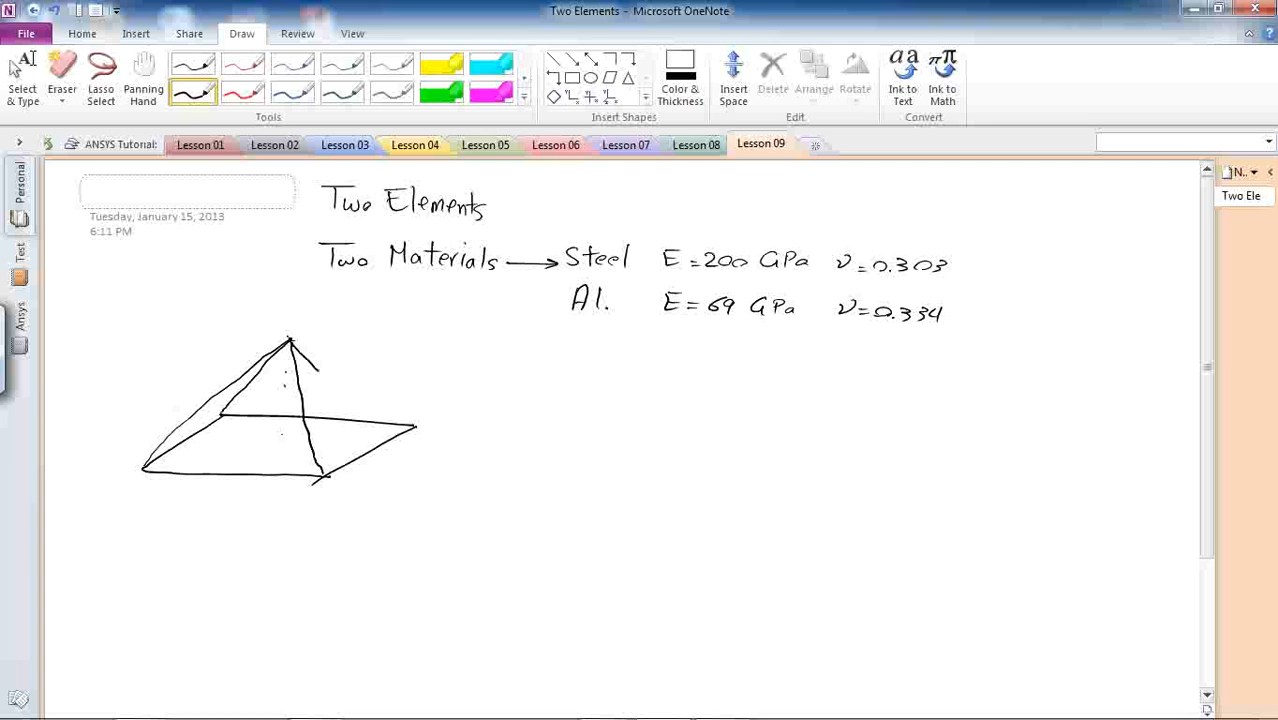 Two Elements – Microsoft OneNote
File Home Insert Share Draw Review View
Select & Type
Eraser
Lasso Select
Panning Hand
Color & Thickness
Insert Space
Delete
Arrange
Rotate
Ink to Text
Ink to Math
Tools
Insert Shapes
Edit
Convert
ANSYS Tutorial: Lesson 01 Lesson 02 Lesson 03 Lesson 04 Lesson 05 Lesson 06 Lesson 07 Lesson 08 Lesson 09
N..
Two Ele
Personal
Test
Ansys
Tuesday, January 15, 2013
6:11 PM
Two Elements
Two Materials → Steel E = 200 GPa ν = 0.303
Al. E = 69 GPa ν = 0.334